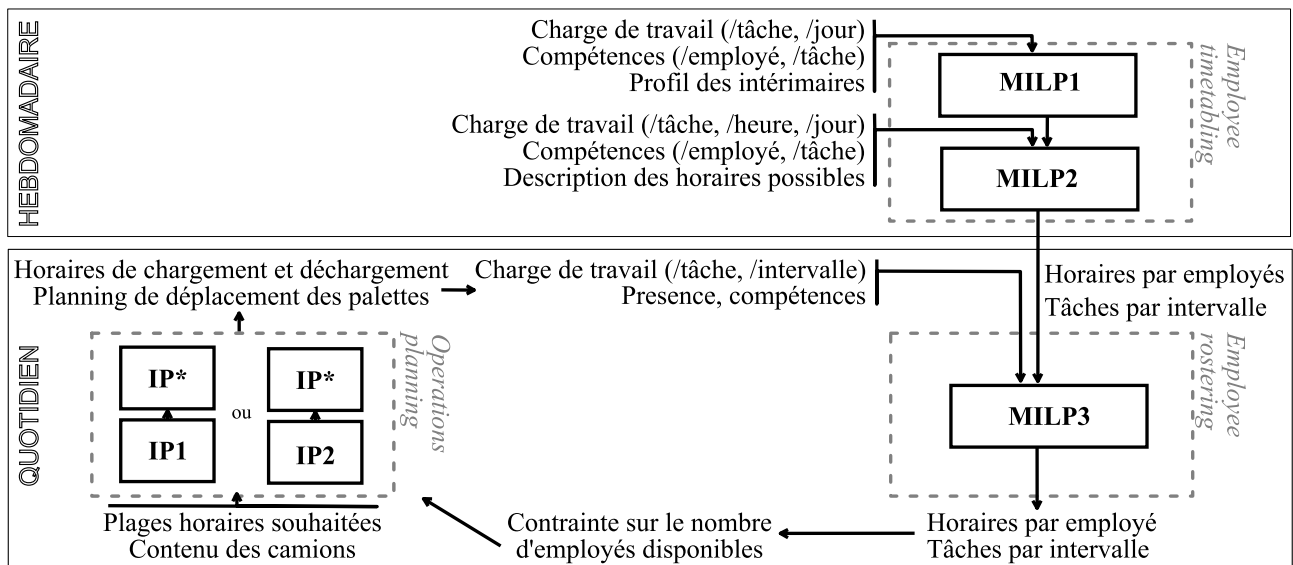 HEBDOMADAIRE
Charge de travail (/tâche, /jour)
Compétences (/employé, /tâche)
Profil des intérimaires
MILP1
Employee
timetabling
Charge de travail (/tâche, /heure, /jour)
Compétences (/employé, /tâche)
Description des horaires possibles
MILP2
QUOTIDIEN
Horaires de chargement et déchargement
Planning de déplacement des palettes
Charge de travail (/tâche, /intervalle)
Presence, compétences
Horaires par employés
Tâches par intervalle
IP*
ou
IP*
IP1
IP2
Operations
planning
Employee
rostering
MILP3
Plages horaires souhaitées
Contenu des camions
Contrainte sur le nombre
d'employés disponibles
Horaires par employé
Tâches par intervalle